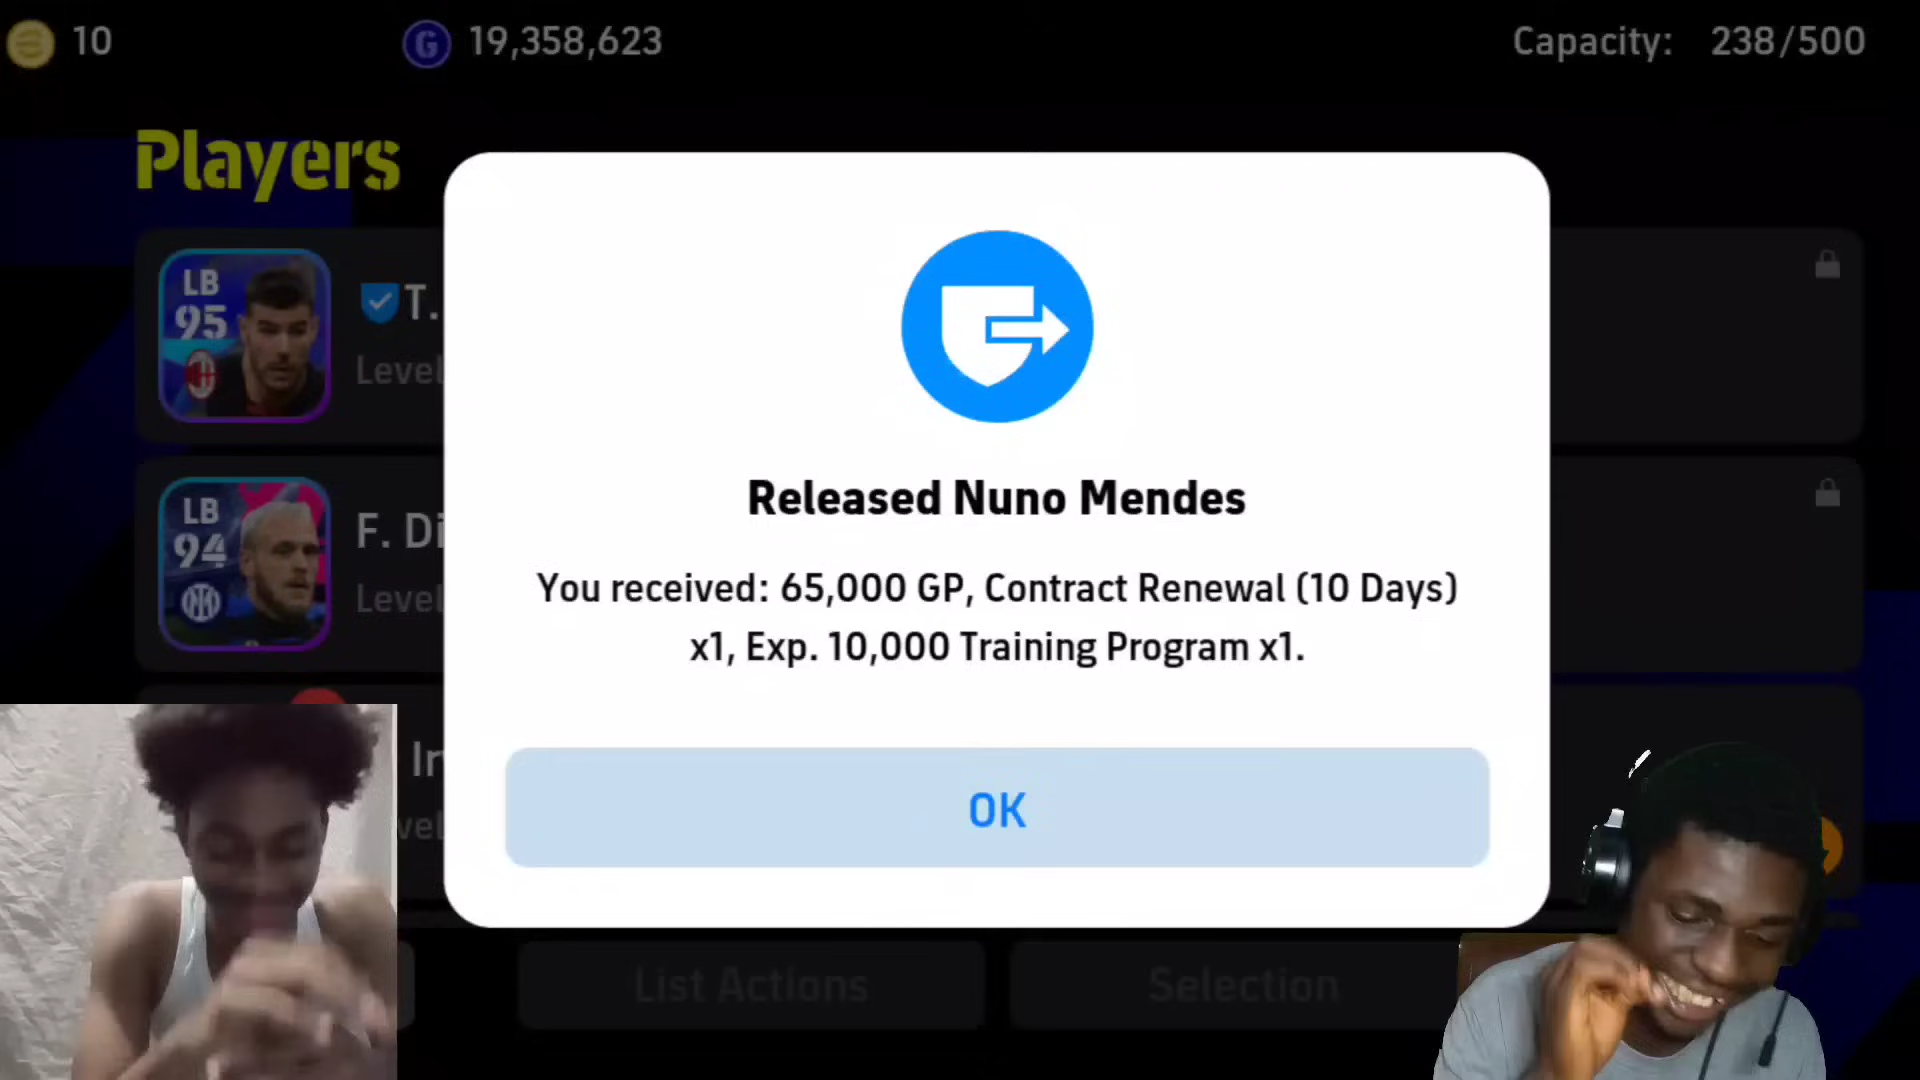 10
19,358,623
Capacity: 238/500
Players
LB
95
T.
Level
LB
94
F. Di
Level
Released Nuno Mendes
You received: 65,000 GP, Contract Renewal (10 Days)
x1, Exp. 10,000 Training Program x1.
OK
List Actions
Selection